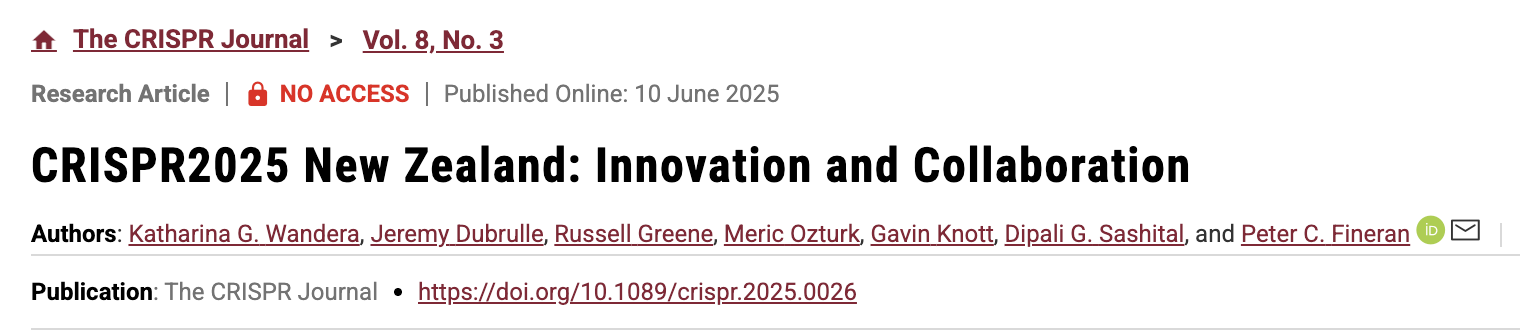 The CRISPR Journal > Vol. 8, No. 3
Research Article | NO ACCESS | Published Online: 10 June 2025
CRISPR2025 New Zealand: Innovation and Collaboration
Authors: Katharina G. Wandera, Jeremy Dubrulle, Russell Greene, Meric Ozturk, Gavin Knott, Dipali G. Sashital, and Peter C. Fineran iD |
Publication: The CRISPR Journal • https://doi.org/10.1089/crispr.2025.0026